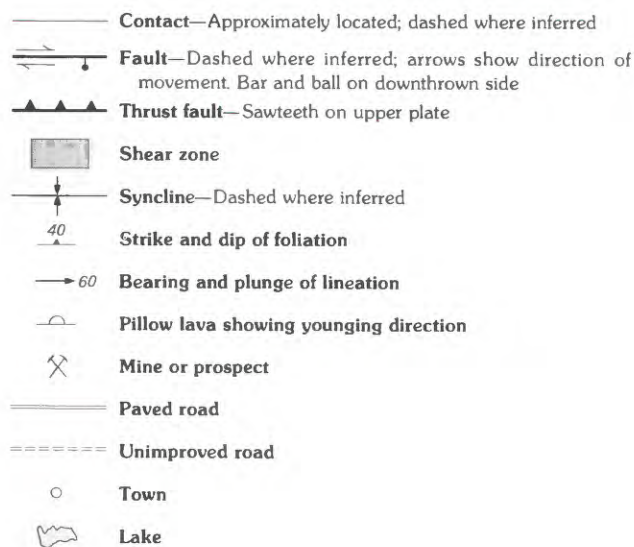 Contact—Approximately located; dashed where inferred
Fault—Dashed where inferred; arrows show direction of
movement. Bar and ball on downthrown side
Thrust fault—Sawteeth on upper plate
Shear zone
Syncline—Dashed where inferred
40
Strike and dip of foliation
60 Bearing and plunge of lineation
Pillow lava showing younging direction
Mine or prospect
Paved road
Unimproved road
Town
Lake